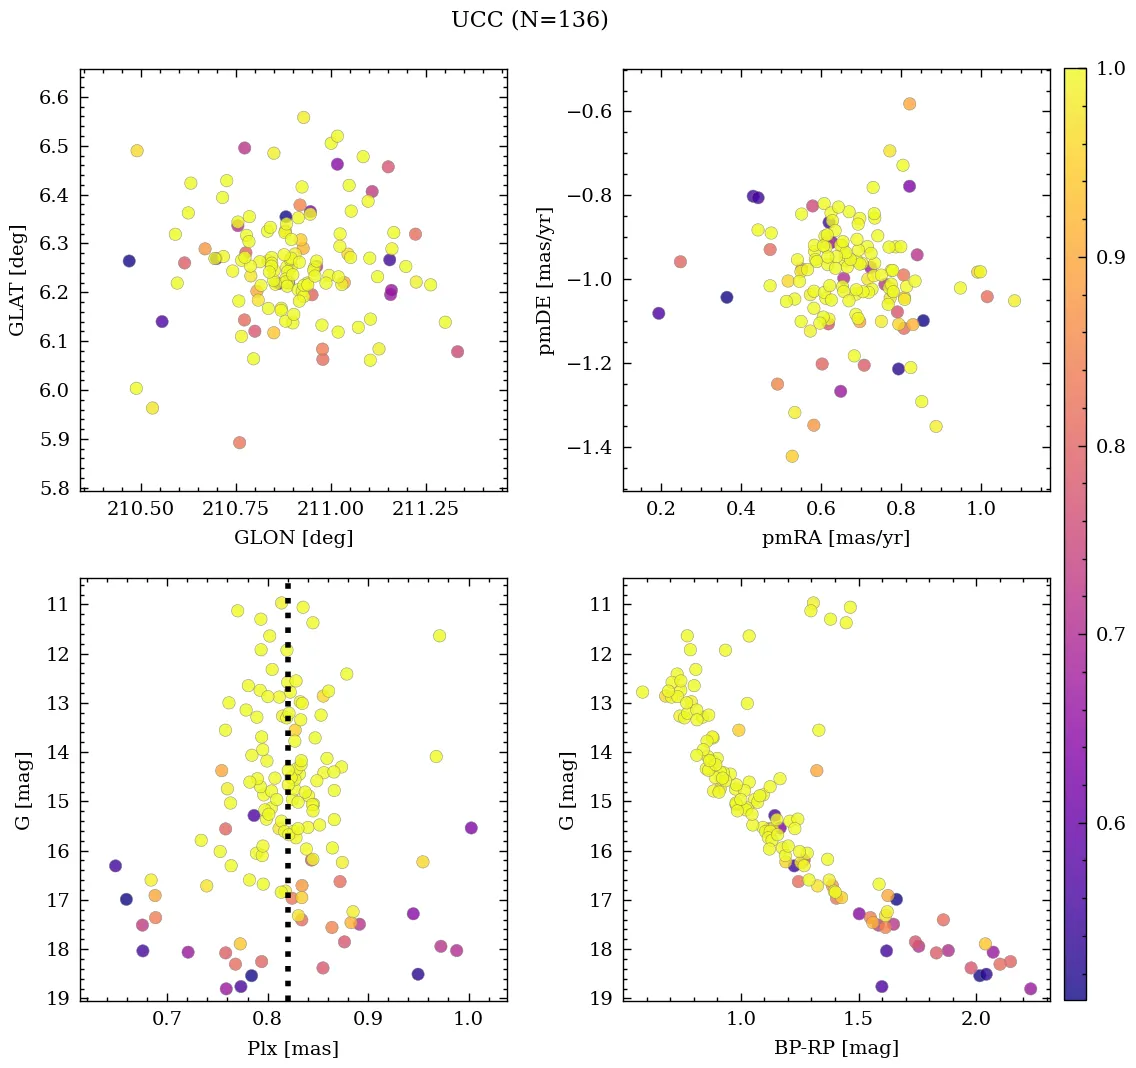 UCC (N=136)
6.6
6.5
6.4
6.3
6.2
6.1
6.0
5.9
5.8
GLAT [deg]
210.50 210.75 211.00 211.25
GLON [deg]
−0.6
−0.8
−1.0
−1.2
−1.4
pmDE [mas/yr]
0.2 0.4 0.6 0.8 1.0
pmRA [mas/yr]
11
12
13
14
15
16
17
18
19
G [mag]
0.7 0.8 0.9 1.0
Plx [mas]
11
12
13
14
15
16
17
18
19
G [mag]
1.0 1.5 2.0
BP-RP [mag]
1.0
0.9
0.8
0.7
0.6